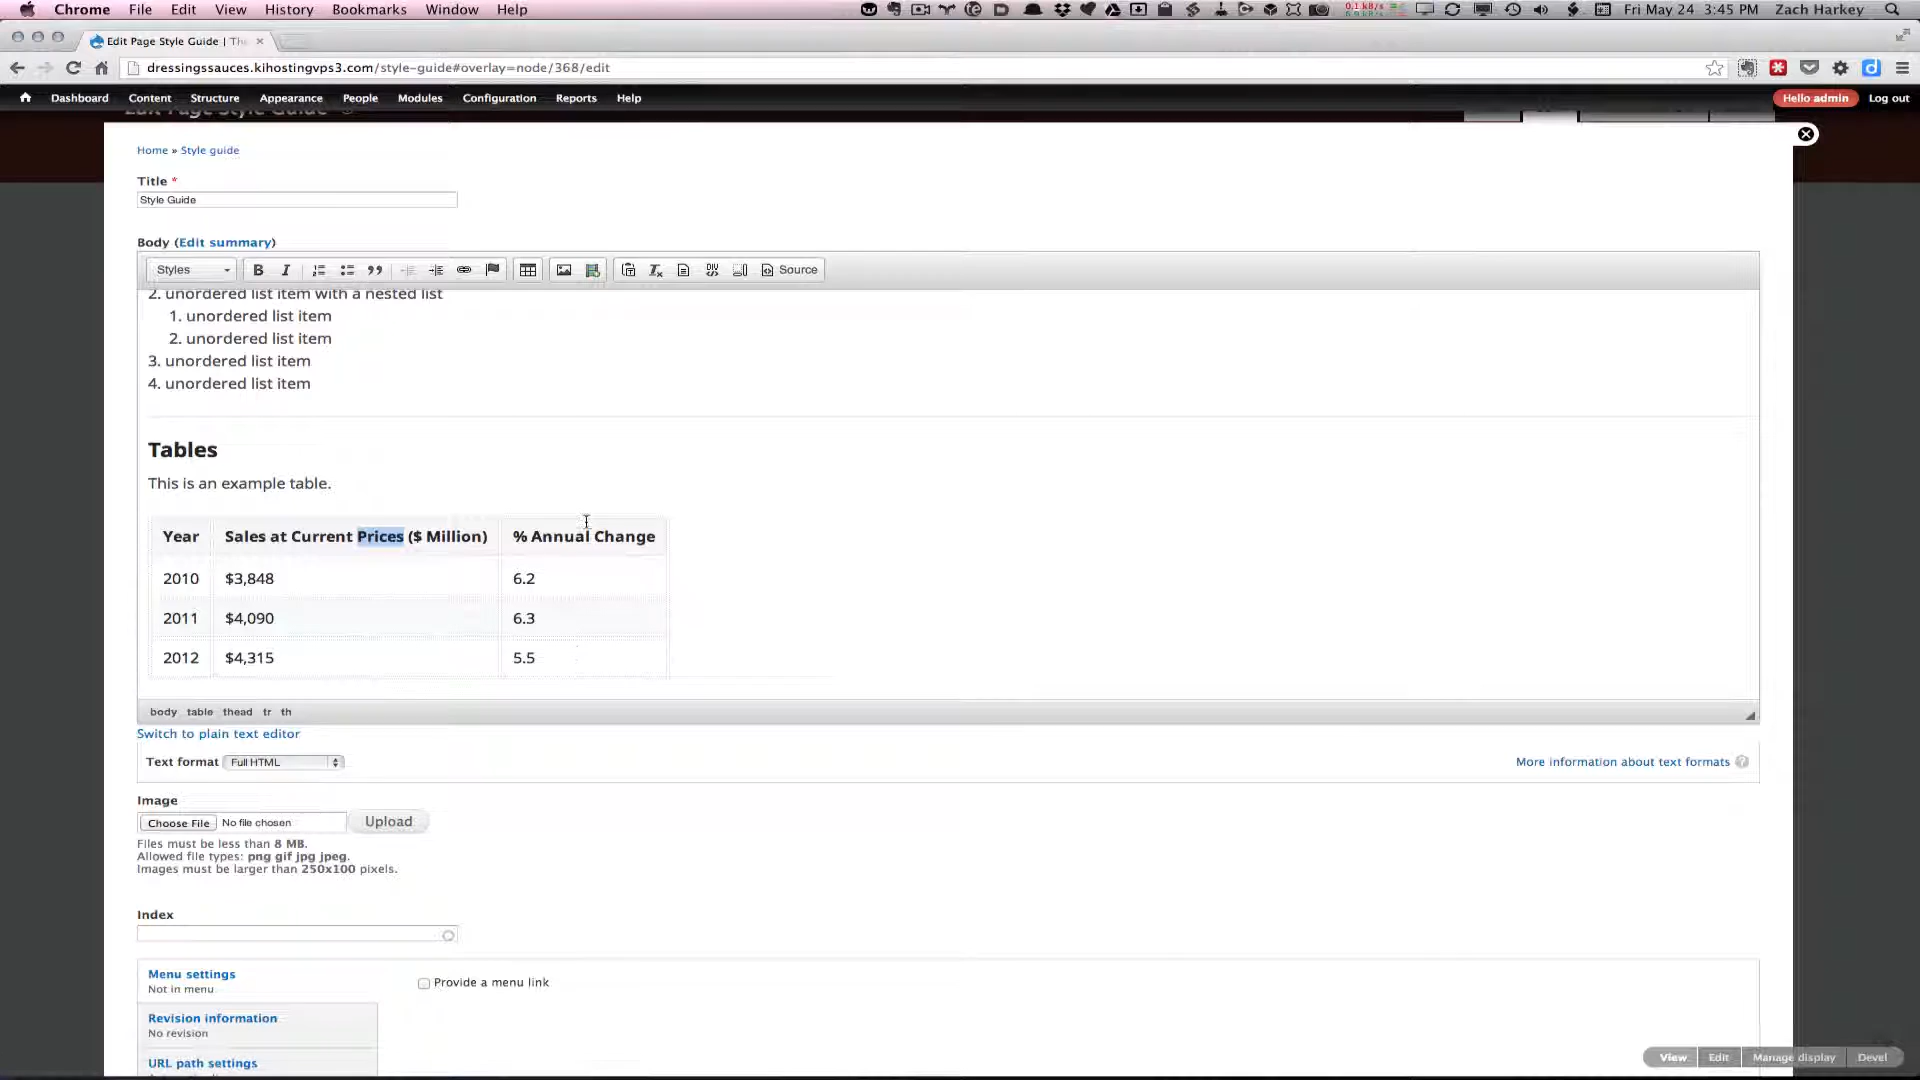 Chrome File Edit View History Bookmarks Window Help
0.1 kB/s
6.9 kB/s
Fri May 24 3:45 PM Zach Harkey
Edit Page Style Guide | The
dressingssauces.kihostingvps3.com/style-guide#overlay=node/368/edit
Dashboard Content Structure Appearance People Modules Configuration Reports Help
Hello admin Log out
Edit Page Style Guide
Home » Style guide
Title *
Style Guide
Body (Edit summary)
Styles B I DIV Source
2. unordered list item with a nested list
1. unordered list item
2. unordered list item
3. unordered list item
4. unordered list item
Tables
This is an example table.
Year Sales at Current Prices ($ Million) % Annual Change
2010 $3,848 6.2
2011 $4,090 6.3
2012 $4,315 5.5
body table thead tr th
Switch to plain text editor
Text format Full HTML
More information about text formats ?
Image
Choose File No file chosen Upload
Files must be less than 8 MB.
Allowed file types: png gif jpg jpeg.
Images must be larger than 250x100 pixels.
Index
Menu settings
Not in menu
Provide a menu link
Revision information
No revision
URL path settings
View Edit Manage display Devel